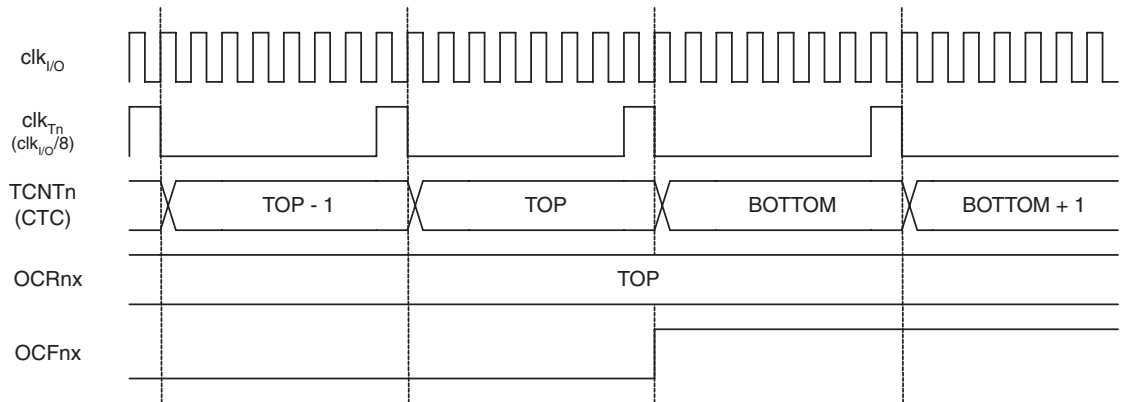 clkI/O
clkTn
(clkI/O/8)
TCNTn
(CTC)
TOP - 1
TOP
BOTTOM
BOTTOM + 1
OCRnx
TOP
OCFnx